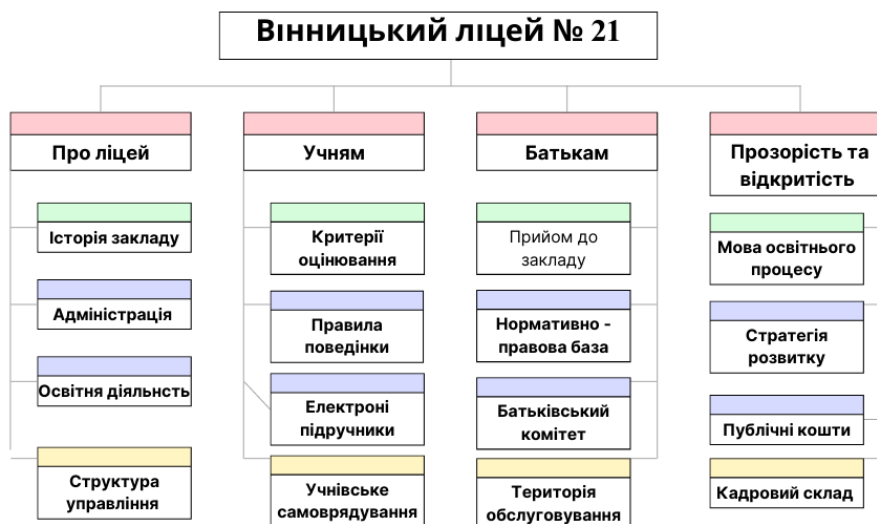 Вінницький ліцей № 21
Про ліцей
Історія закладу
Адміністрація
Освітня діяльнсть
Структура
управління
Учням
Критерії
оцінювання
Правила
поведінки
Електроні
підручники
Учнівське
самоврядування
Батькам
Прийом до
закладу
Нормативно -
правова база
Батьківський
комітет
Територія
обслуговування
Прозорість та
відкритість
Мова освітнього
процесу
Стратегія
розвитку
Публічні кошти
Кадровий склад